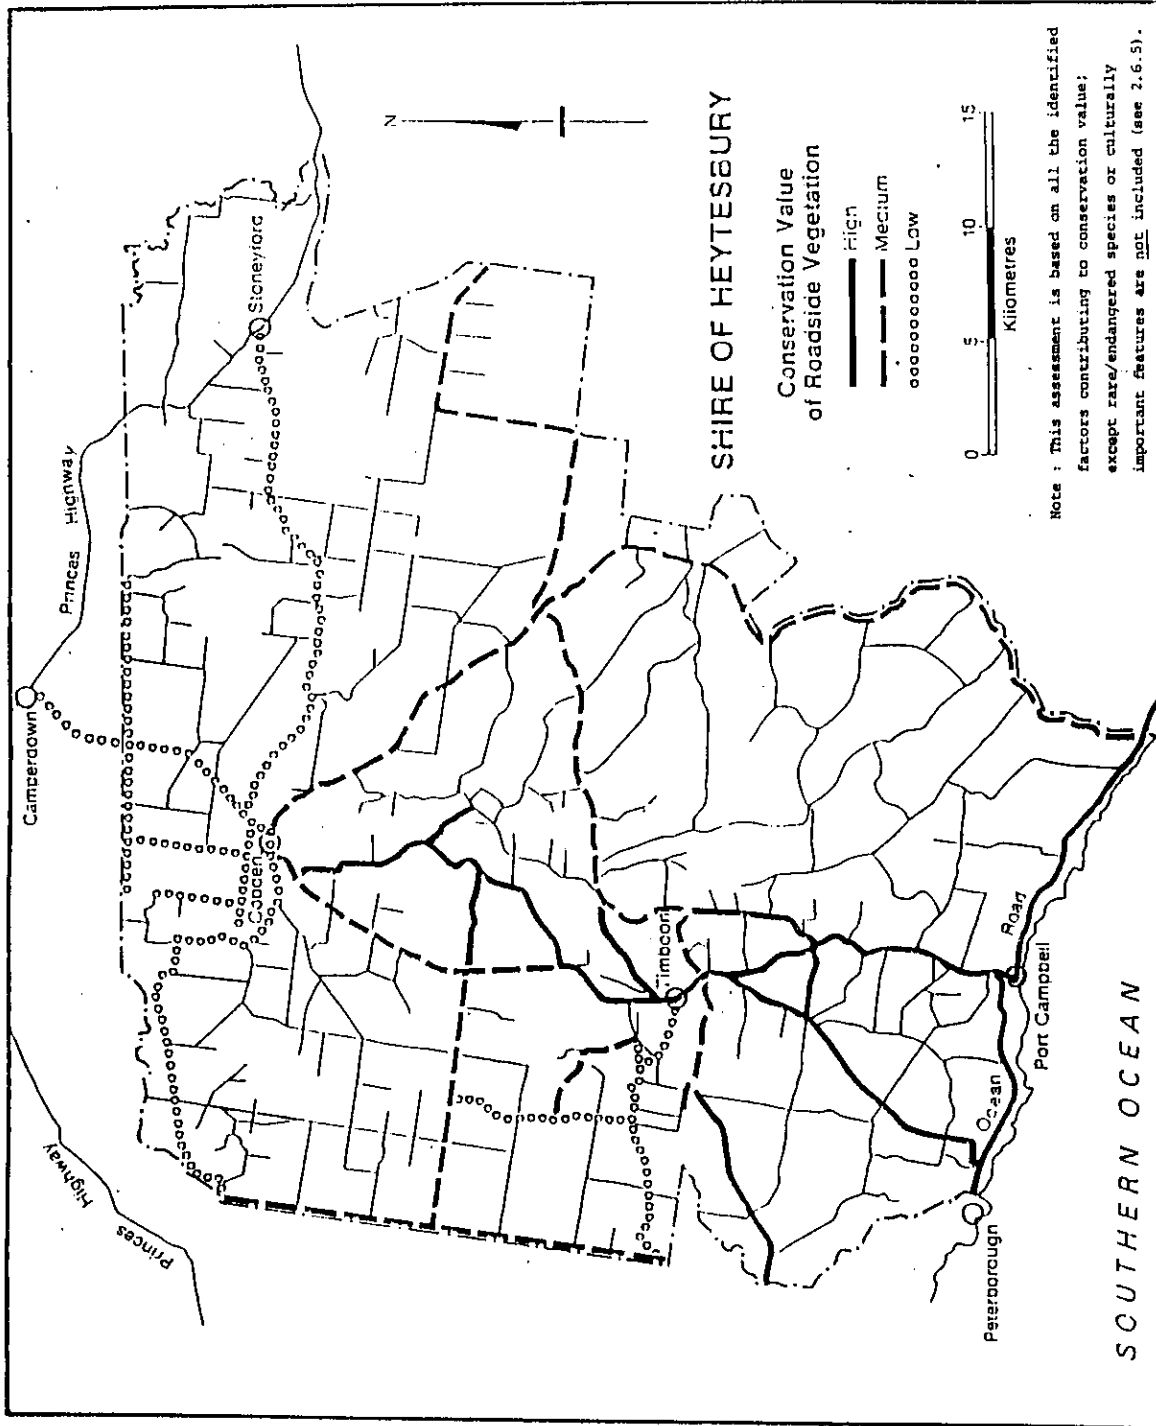 Camperdown
Princes Highway
Stoneyford
Princes
Highway
Cobden
N
SHIRE OF HEYTESBURY
Conservation Value
of Roadside Vegetation
High
Medium
Low
0 5 10 15
Kilometres
Note : This assessment is based on all the identified
factors contributing to conservation value;
except rare/endangered species or culturally
important features are not included (see 2.6.5).
Timboon
Peterborough
Ocean
Road
Port Campbell
SOUTHERN OCEAN